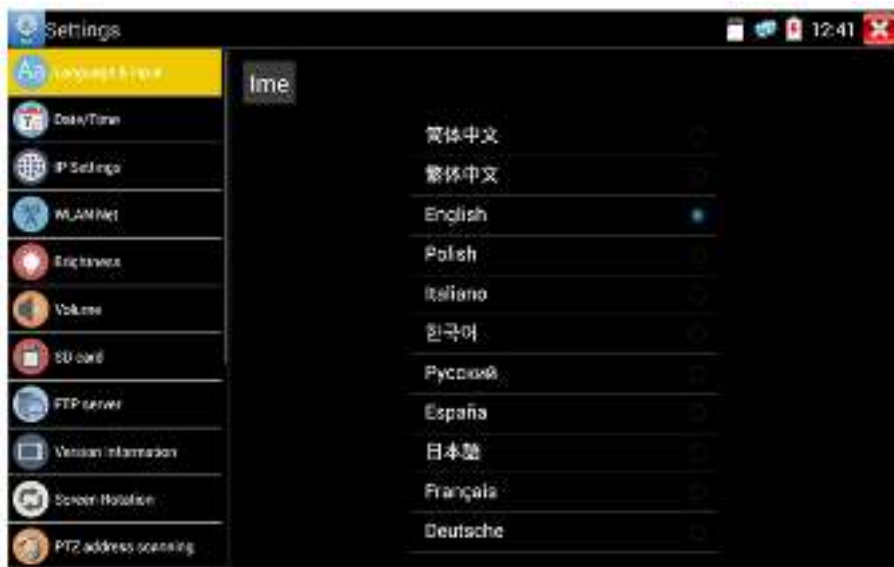 Settings
12:41
Language & Input
Ime
Date/Time
IP Settings
WLAN Net
Brightness
Volume
SD card
FTP server
Version information
Screen Rotation
PTZ address scanning
简体中文
繁体中文
English
Polish
Italiano
한국어
Русский
España
日本語
Français
Deutsche